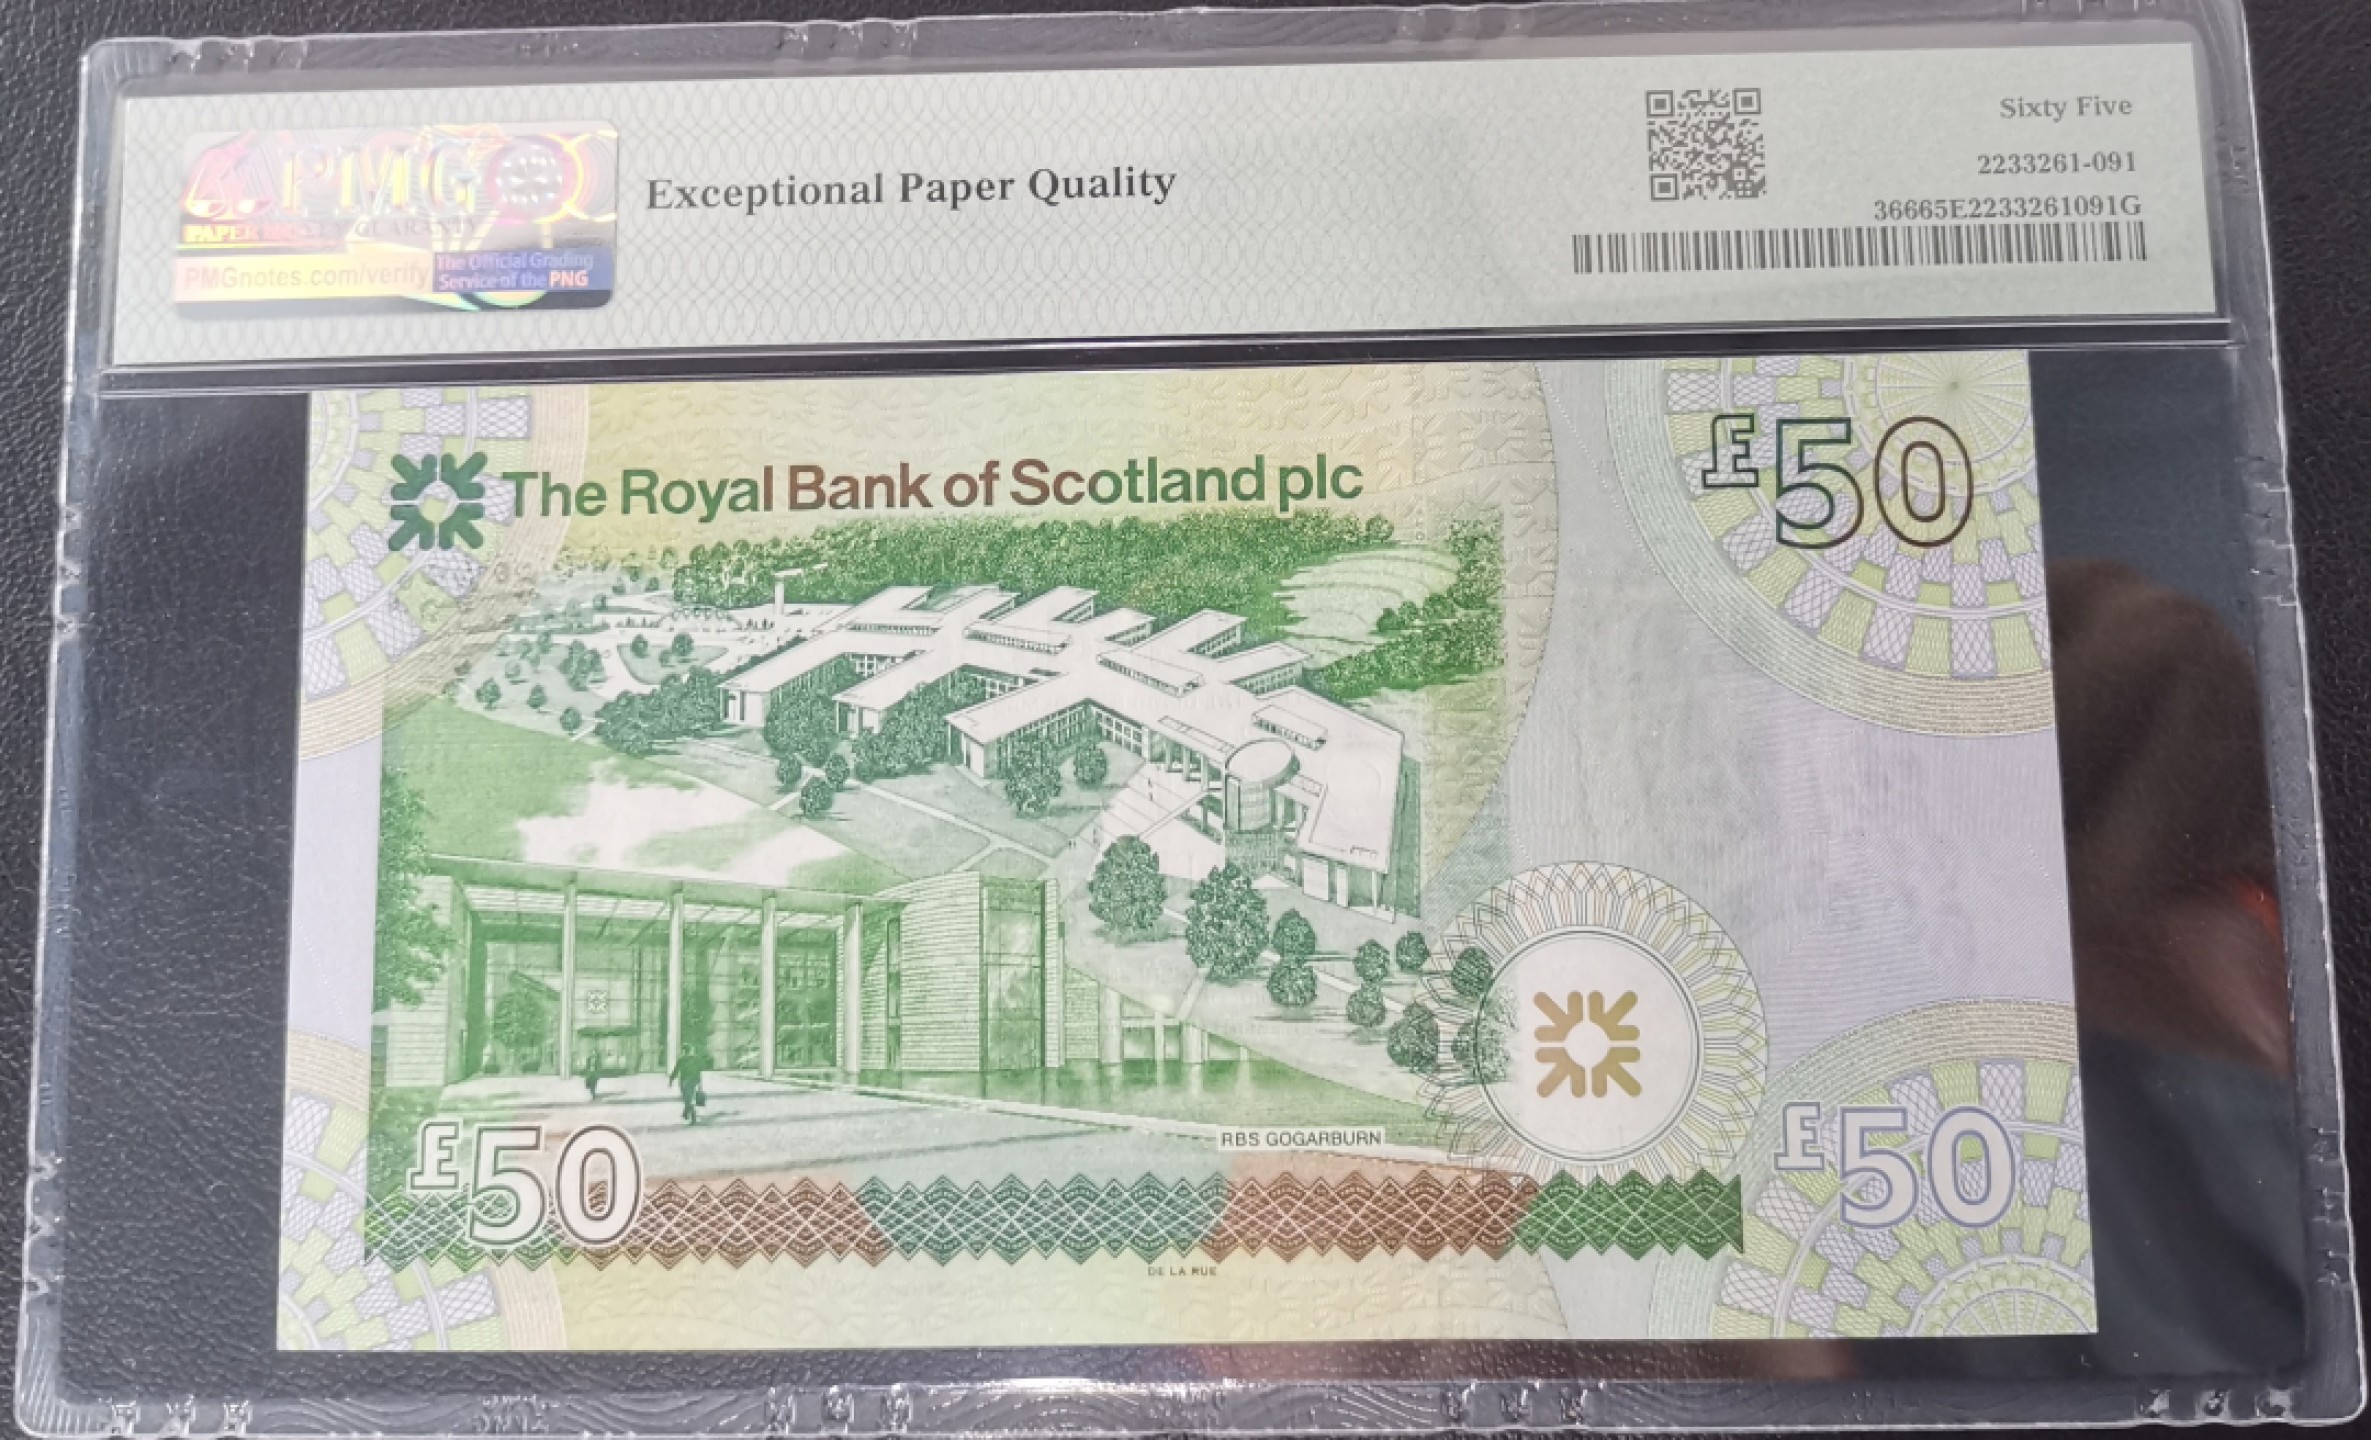 PMG
PAPER MONEY GUARANTY
PMGnotes.com/verify
The Official Grading
Service of the PNG
Exceptional Paper Quality
Sixty Five
2233261-091
36665E2233261091G
The Royal Bank of Scotland plc
£50
RBS GOGARBURN
£50
£50
DE LA RUE